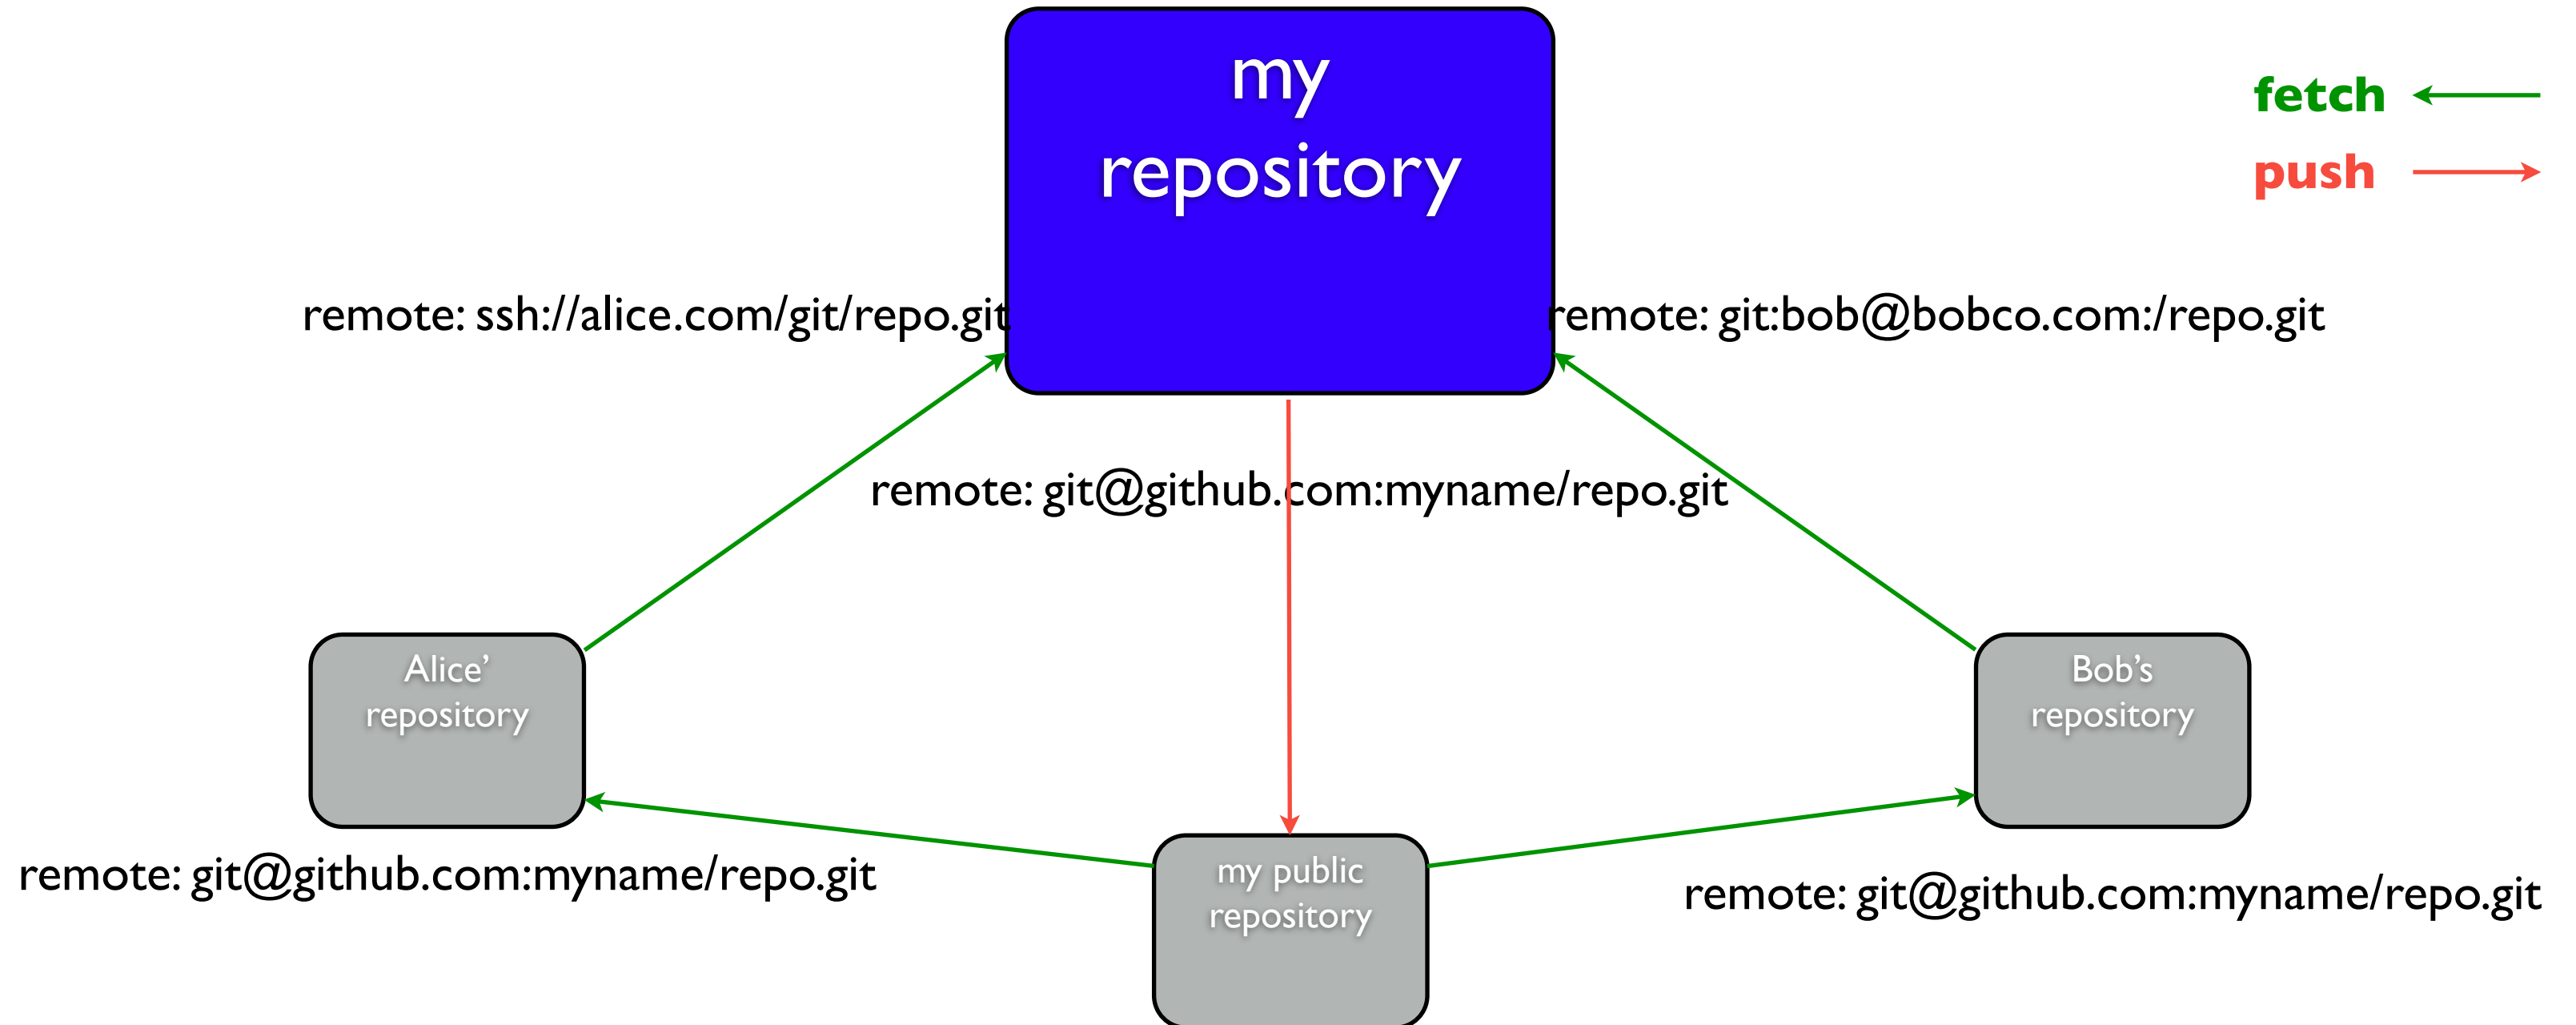 my
repository
fetch
push
remote: ssh://alice.com/git/repo.git
remote: git:bob@bobco.com:/repo.git
remote: git@github.com:myname/repo.git
Alice’
repository
Bob’s
repository
remote: git@github.com:myname/repo.git
my public
repository
remote: git@github.com:myname/repo.git